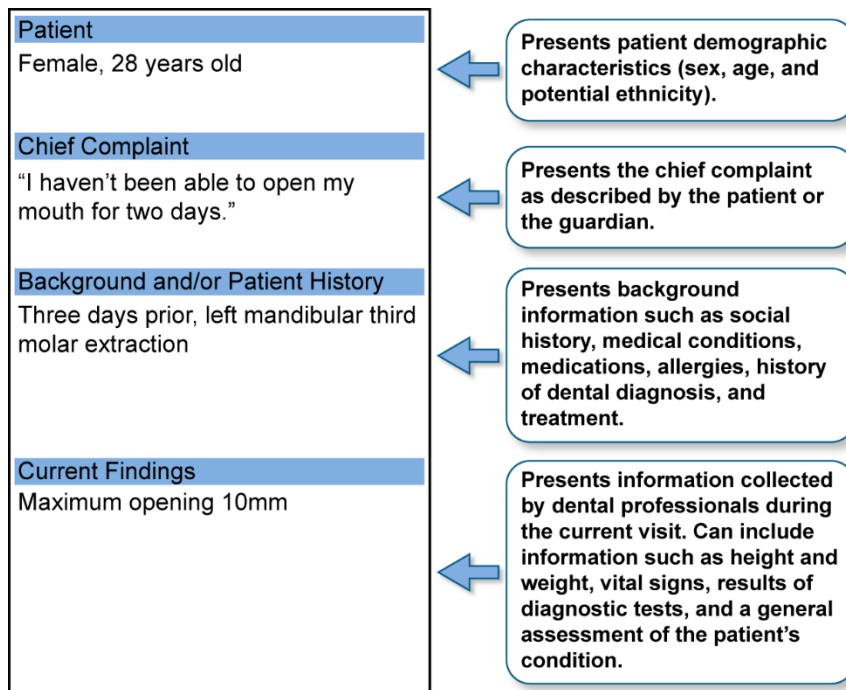 Patient
Female, 28 years old
Presents patient demographic
characteristics (sex, age, and
potential ethnicity).
Chief Complaint
“I haven’t been able to open my
mouth for two days.”
Presents the chief complaint
as described by the patient or
the guardian.
Background and/or Patient History
Three days prior, left mandibular third
molar extraction
Presents background
information such as social
history, medical conditions,
medications, allergies, history
of dental diagnosis, and
treatment.
Current Findings
Maximum opening 10mm
Presents information collected
by dental professionals during
the current visit. Can include
information such as height and
weight, vital signs, results of
diagnostic tests, and a general
assessment of the patient’s
condition.